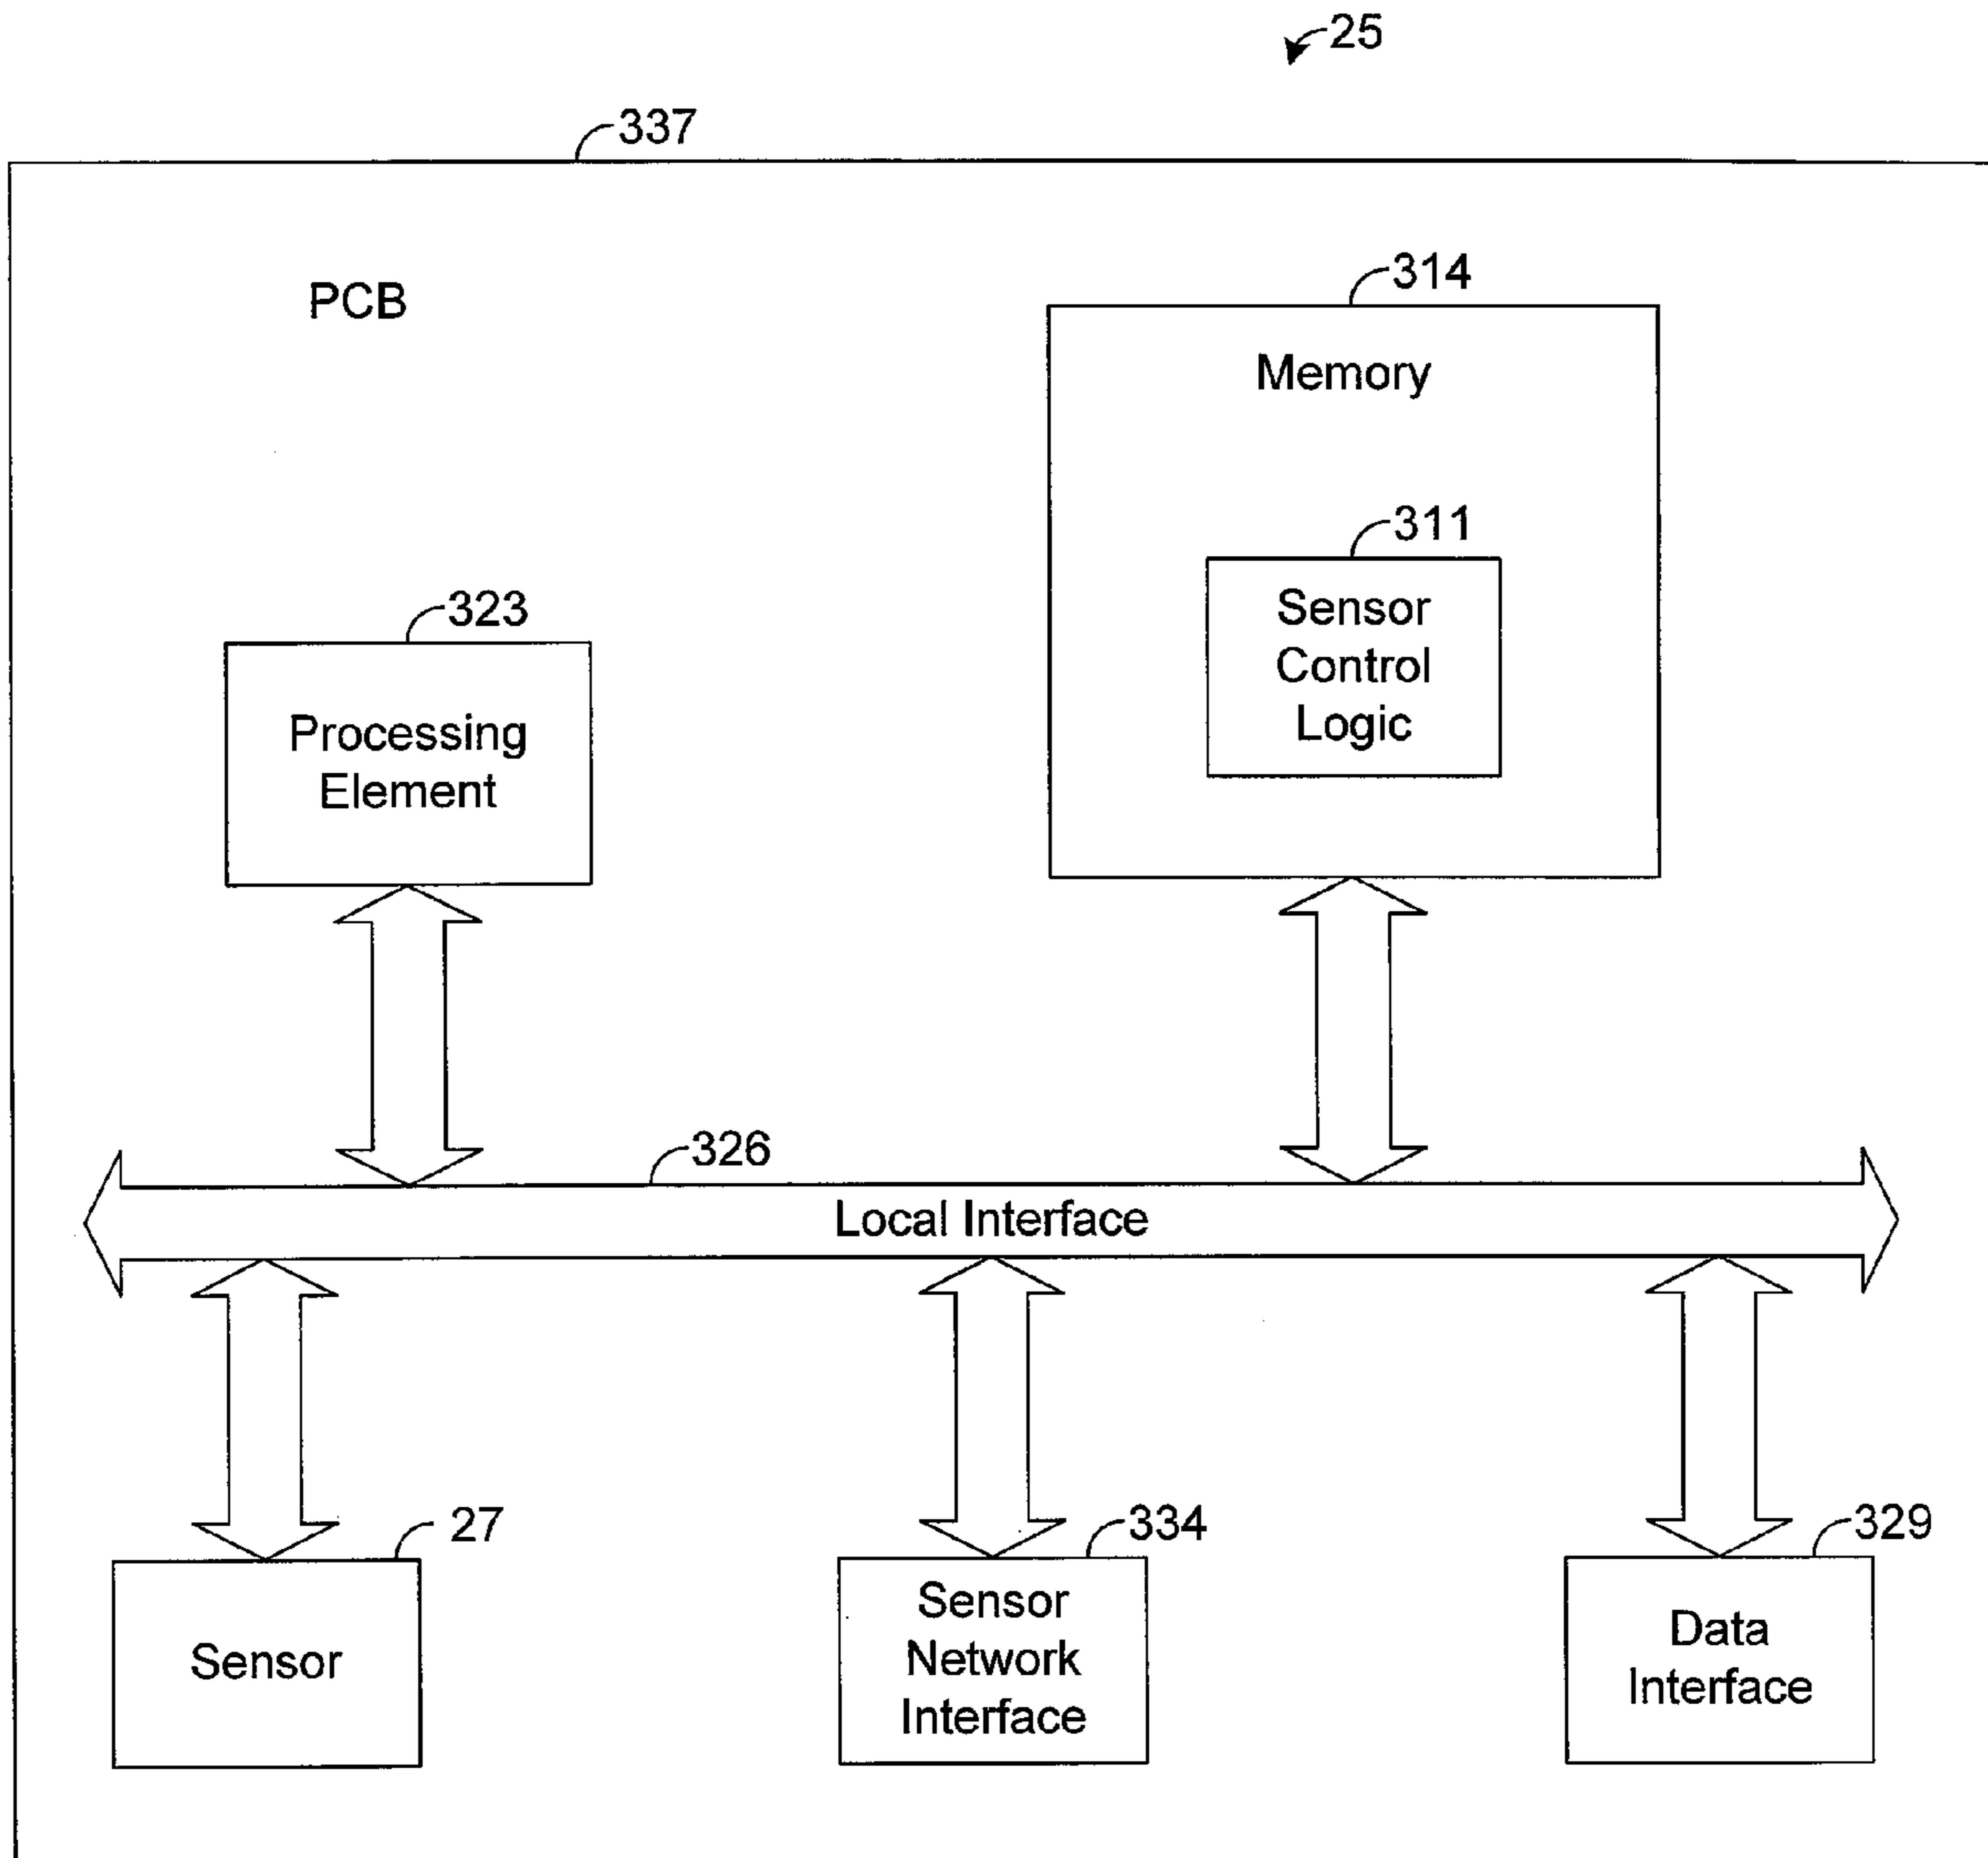 25
337
PCB
314
Memory
311
Sensor
Control
Logic
323
Processing
Element
326
Local Interface
27
Sensor
334
Sensor
Network
Interface
329
Data
Interface